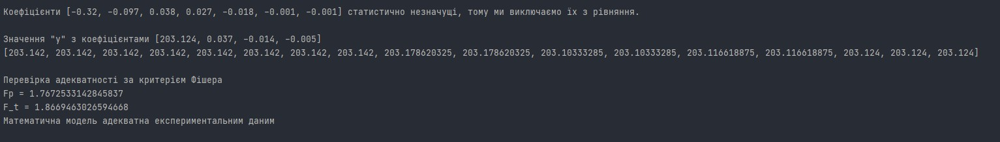 Коефіцієнти [-0.32, -0.097, 0.038, 0.027, -0.018, -0.001, -0.001] статистично незначущі, тому ми виключаємо їх з рівняння.
Значення "y" з коефіцієнтами [203.124, 0.037, -0.014, -0.005]
[203.142, 203.142, 203.142, 203.142, 203.142, 203.142, 203.142, 203.142, 203.178620325, 203.178620325, 203.10333285, 203.10333285, 203.116618875, 203.116618875, 203.124, 203.124, 203.124]
Перевірка адекватності за критерієм Фішера
Fp = 1.7672533142845837
F_t = 1.8669463026594668
Математична модель адекватна експериментальним даним